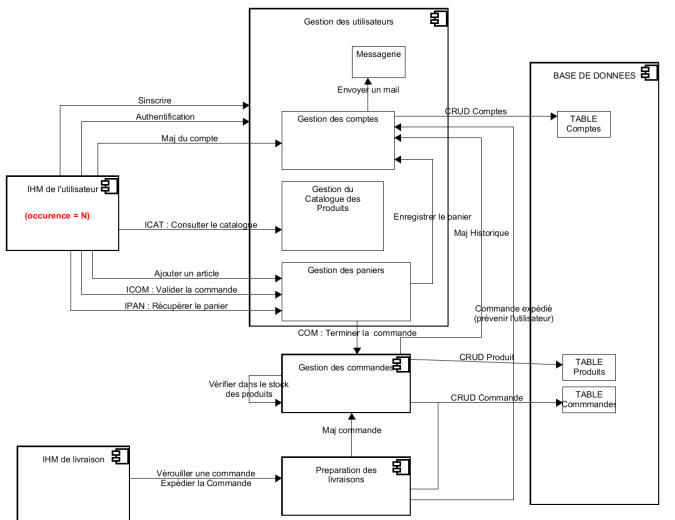 Gestion des utilisateurs
Messagerie
BASE DE DONNEES
Envoyer un mail
Sinscrire
CRUD Comptes
Authentification
Gestion des comptes
TABLE
Comptes
Maj du compte
IHM de l'utilisateur
(occurence = N)
Gestion du
Catalogue des
Produits
Enregistrer le panier
ICAT : Consulter le catalogue
Maj Historique
Ajouter un article
Gestion des paniers
ICOM : Valider la commande
IPAN : Récupérer le panier
Commande expédié
(prévenir l'utilisateur)
COM : Terminer la commande
CRUD Produit
Gestion des commandes
TABLE
Produits
Vérifier dans le stock
des produits
CRUD Commande
TABLE
Commmandes
Maj commande
IHM de livraison
Vérouiller une commande
Expédier la Commande
Preparation des
livraisons